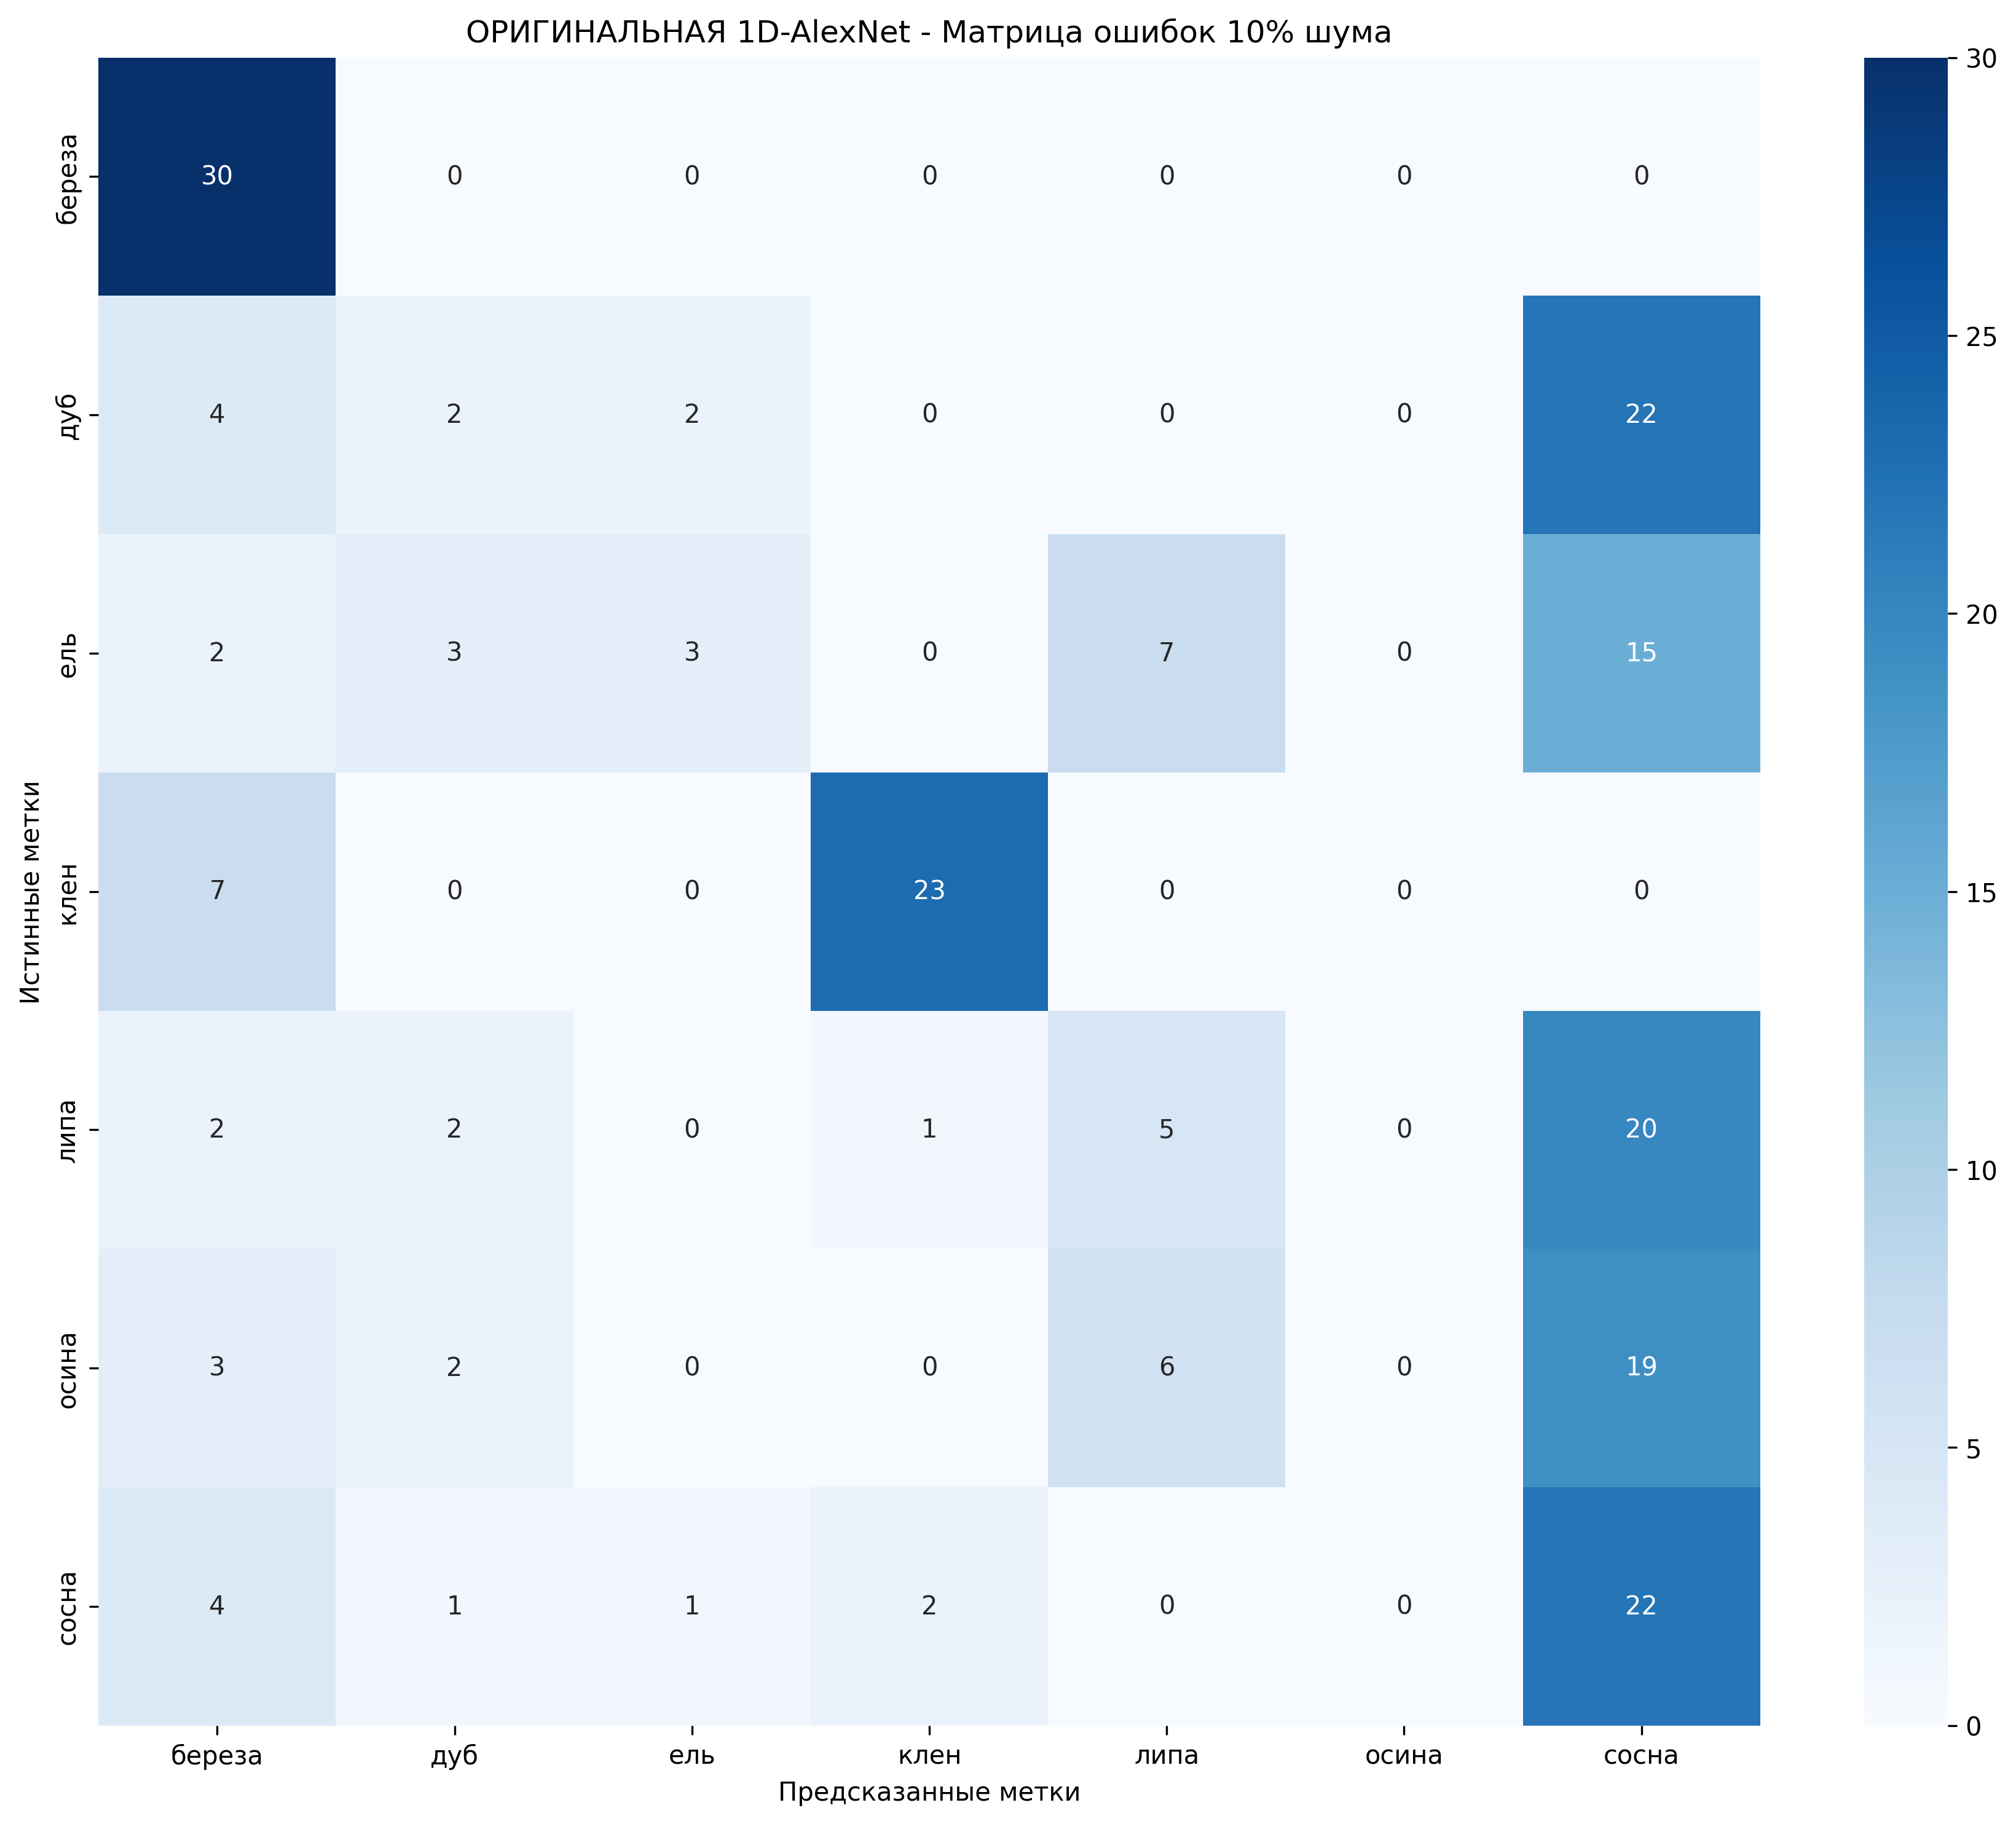 ОРИГИНАЛЬНАЯ 1D-AlexNet - Матрица ошибок 10% шума
Истинные метки
береза 30 0 0 0 0 0 0
дуб 4 2 2 0 0 0 22
ель 2 3 3 0 7 0 15
клен 7 0 0 23 0 0 0
липа 2 2 0 1 5 0 20
осина 3 2 0 0 6 0 19
сосна 4 1 1 2 0 0 22
береза дуб ель клен липа осина сосна
Предсказанные метки
30
25
20
15
10
5
0